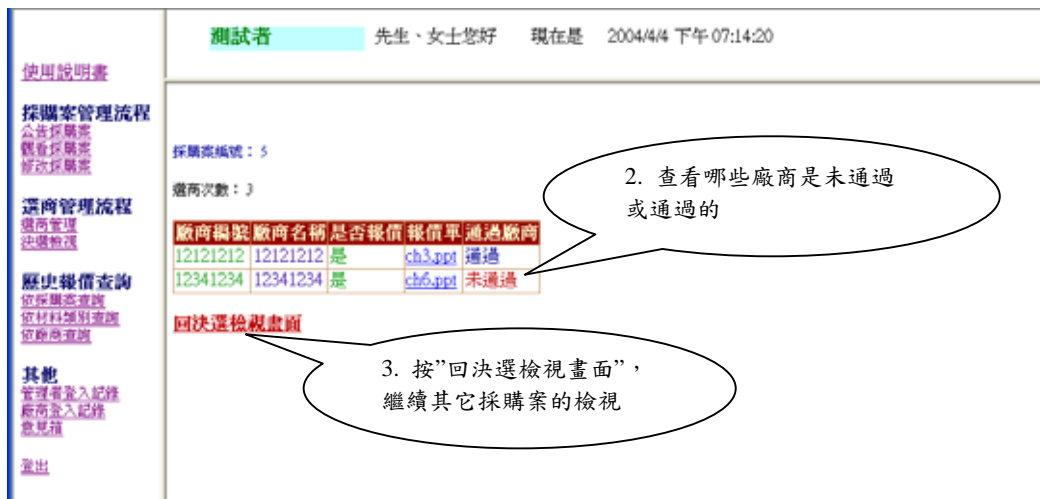 測試者 先生、女士您好 現在是 2004/4/4 下午 07:14:20
使用說明書
採購案管理流程
公告採購案
觀看採購案
修改採購案
選商管理流程
選商管理
決選檢視
歷史報價查詢
依採購案查詢
依材料類別查詢
依廠商查詢
其他
管理者登入記錄
廠商登入記錄
意見箱
登出
採購案編號：5
選商次數：3
廠商編號 廠商名稱 是否報價 報價單 通過廠商
12121212 12121212 是 ch3.ppt 通過
12341234 12341234 是 ch6.ppt 未通過
回決選檢視畫面
2. 查看哪些廠商是未通過
或通過的
3. 按”回決選檢視畫面”，
繼續其它採購案的檢視